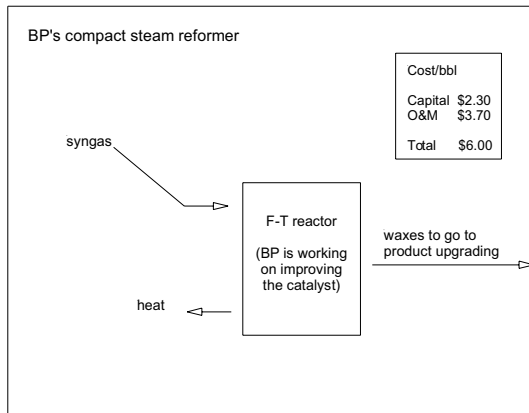 BP's compact steam reformer
Cost/bbl
Capital $2.30
O&M $3.70
Total $6.00
syngas
F-T reactor
(BP is working
on improving
the catalyst)
waxes to go to
product upgrading
heat